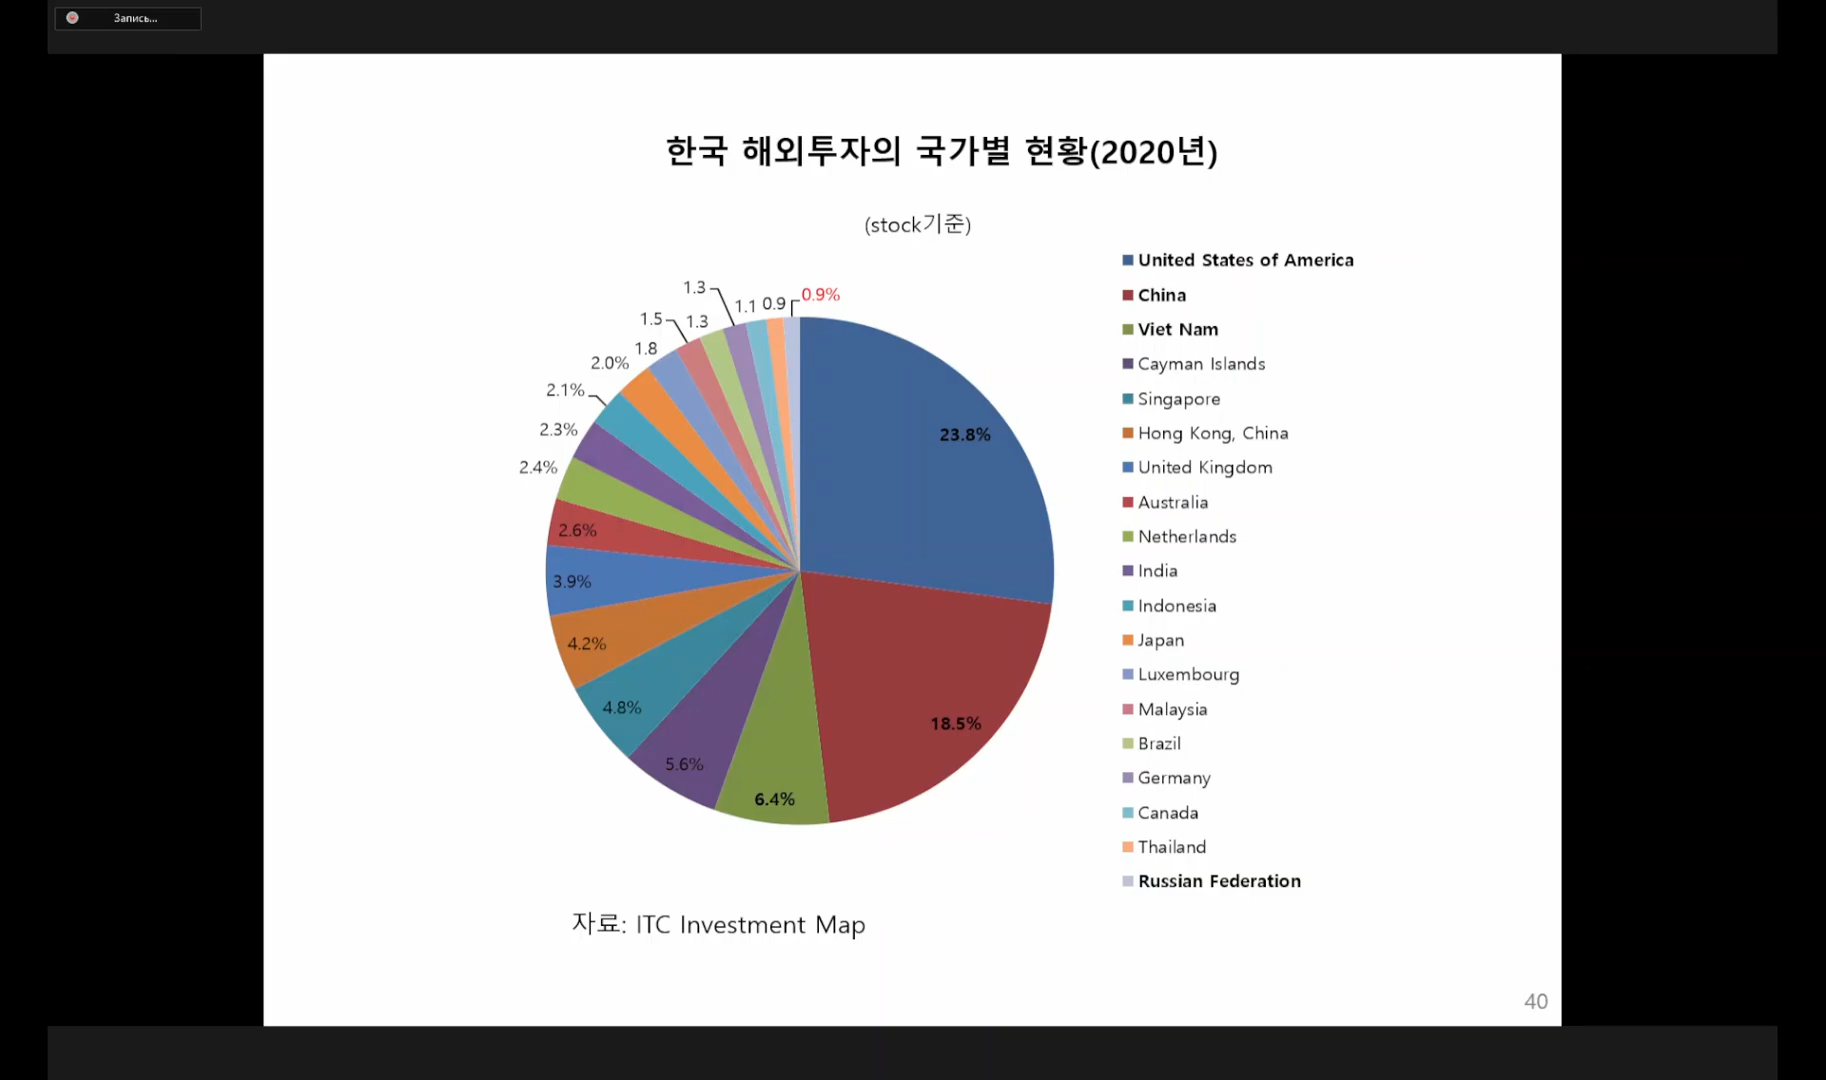 Запись...
한국 해외투자의 국가별 현황(2020년)
(stock기준)
United States of America
China
Viet Nam
Cayman Islands
Singapore
Hong Kong, China
United Kingdom
Australia
Netherlands
India
Indonesia
Japan
Luxembourg
Malaysia
Brazil
Germany
Canada
Thailand
Russian Federation
23.8%
18.5%
6.4%
5.6%
4.8%
4.2%
3.9%
2.6%
2.4%
2.3%
2.1%
2.0%
1.8
1.5
1.3
1.3
1.1
0.9
0.9%
자료: ITC Investment Map
40